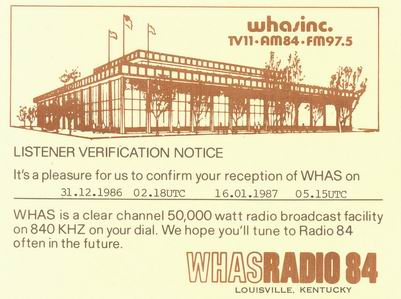 whasinc.
TV11·AM84·FM97.5
LISTENER VERIFICATION NOTICE
It's a pleasure for us to confirm your reception of WHAS on
31.12.1986 02.18UTC 16.01.1987 05.15UTC
WHAS is a clear channel 50,000 watt radio broadcast facility
on 840 KHZ on your dial. We hope you'll tune to Radio 84
often in the future.
WHASRADIO 84
LOUISVILLE, KENTUCKY